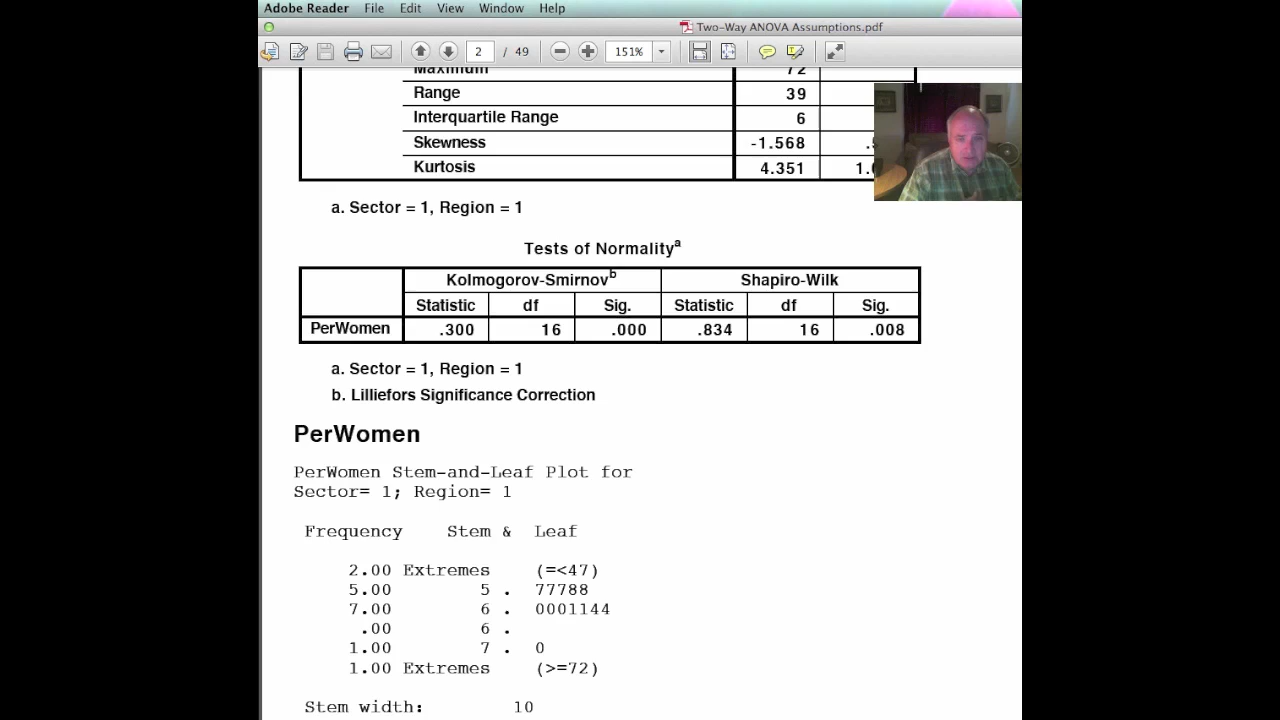 Adobe Reader File Edit View Window Help
Two-Way ANOVA Assumptions.pdf
2 / 49 151%
Maximum 72
Range 39
Interquartile Range 6
Skewness -1.568
Kurtosis 4.351
a. Sector = 1, Region = 1
Tests of Normalitya
Kolmogorov-Smirnovb Shapiro-Wilk
Statistic df Sig. Statistic df Sig.
PerWomen .300 16 .000 .834 16 .008
a. Sector = 1, Region = 1
b. Lilliefors Significance Correction
PerWomen
PerWomen Stem-and-Leaf Plot for
Sector= 1; Region= 1
Frequency Stem & Leaf
2.00 Extremes (=<47)
5.00 5 . 77788
7.00 6 . 0001144
.00 6 .
1.00 7 . 0
1.00 Extremes (>=72)
Stem width: 10